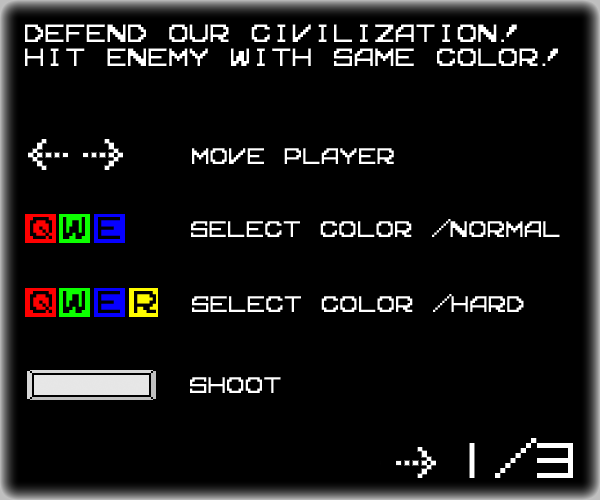 DEFEND OUR CIVILIZATION!
HIT ENEMY WITH SAME COLOR!
MOVE PLAYER
QWE SELECT COLOR /NORMAL
QWER SELECT COLOR /HARD
SHOOT
1/3